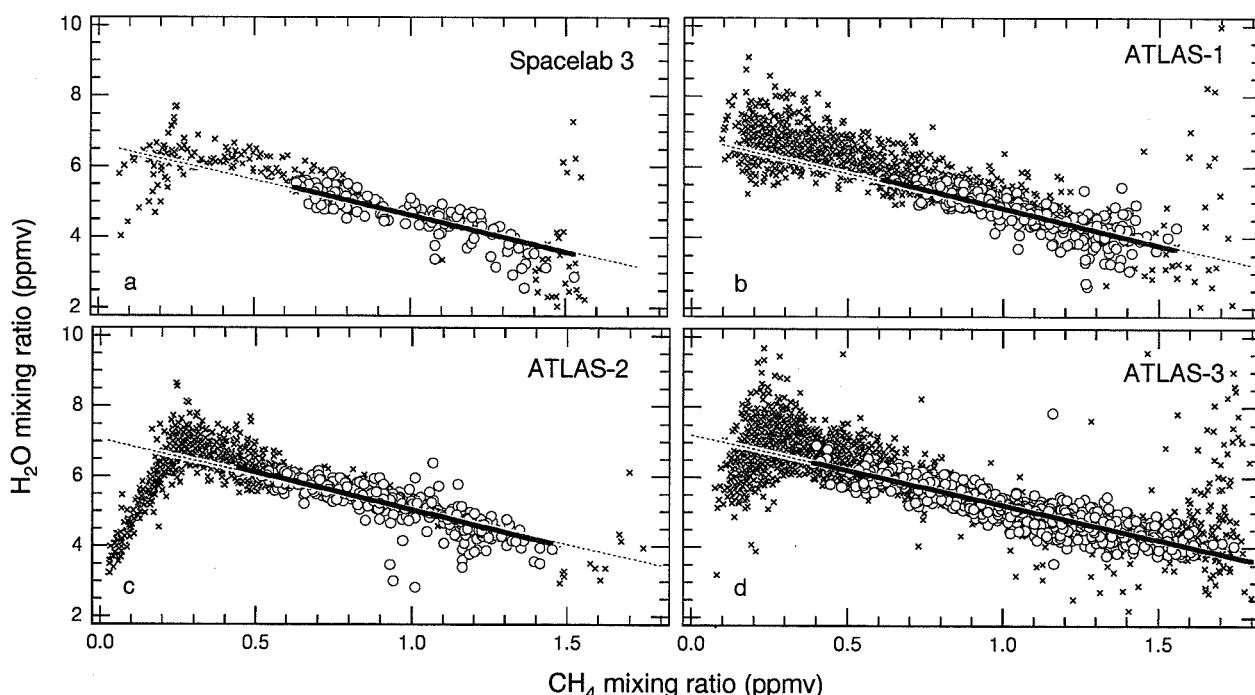 10
8
6
4
2
Spacelab 3
a
ATLAS-1
b
10
8
6
4
2
ATLAS-2
c
ATLAS-3
d
0.0 0.5 1.0 1.5
0.5 1.0 1.5
H₂O mixing ratio (ppmv)
CH₄ mixing ratio (ppmv)